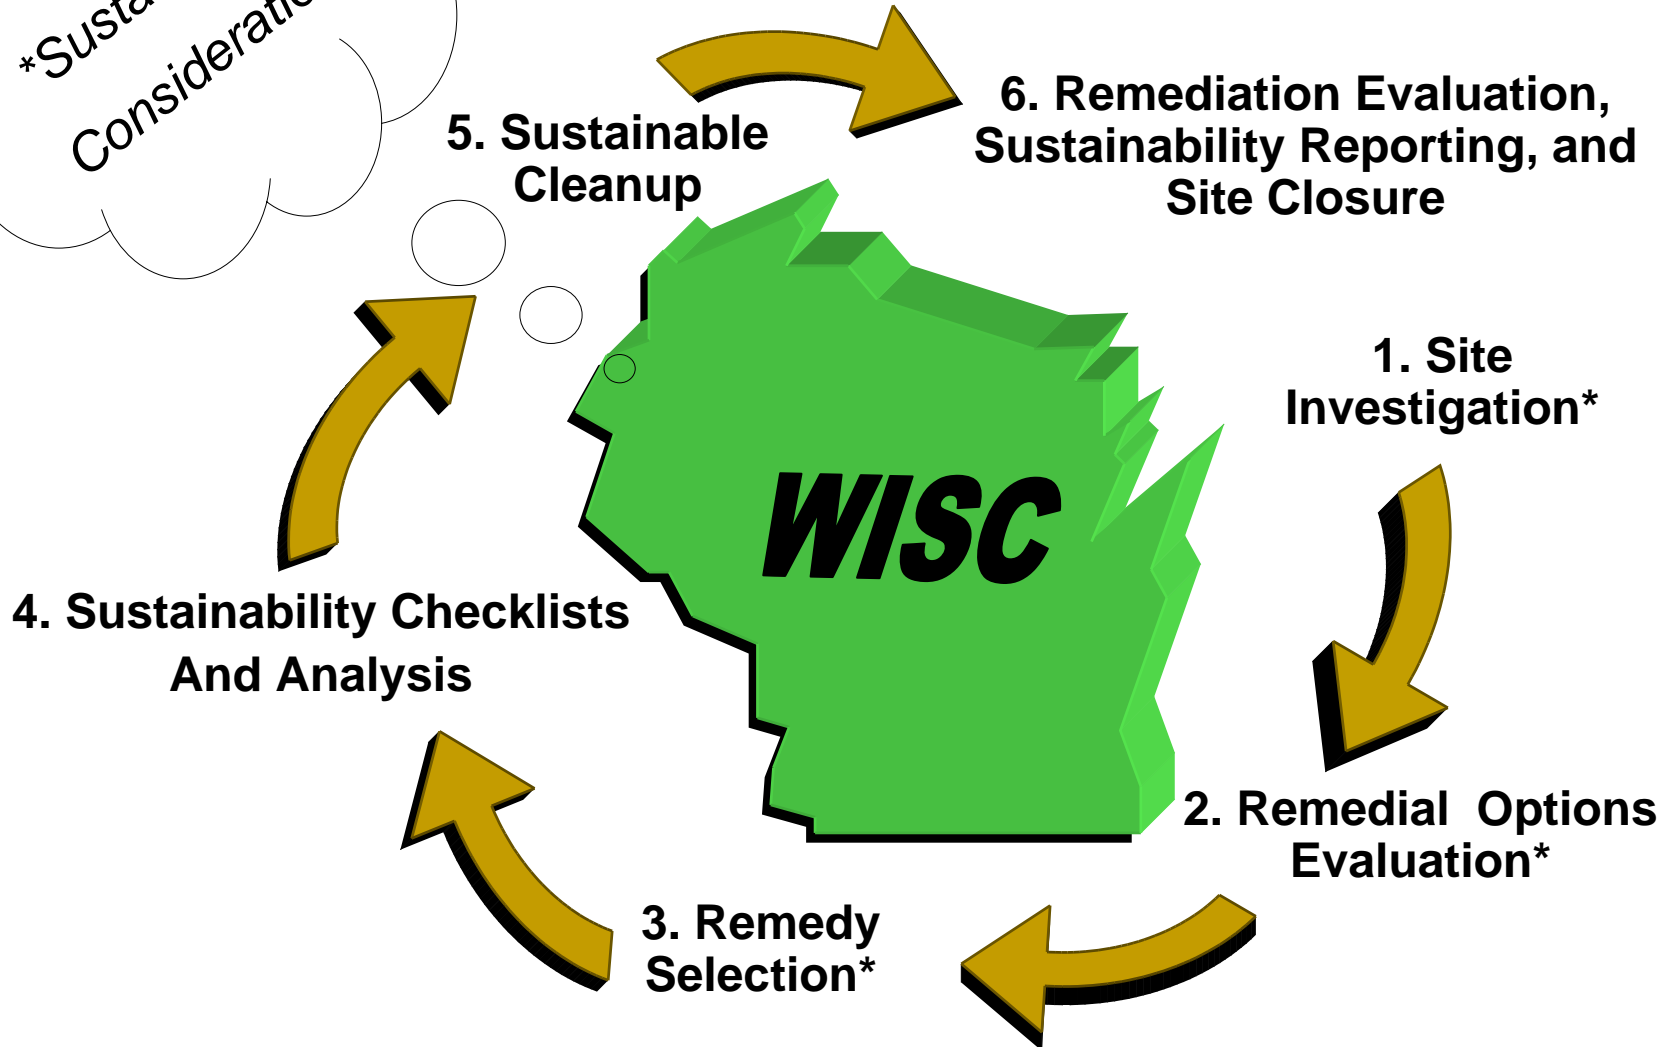 Considerati
5. Sustainable
Cleanup
6. Remediation Evaluation,
Sustainability Reporting, and
Site Closure
1. Site
Investigation*
WISC
4. Sustainability Checklists
And Analysis
2. Remedial Options
Evaluation*
3. Remedy
Selection*